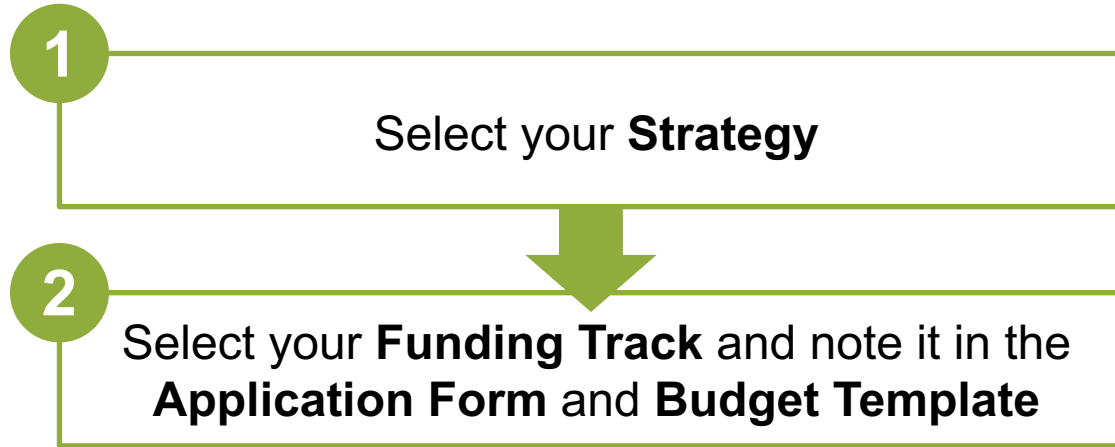 1
Select your Strategy
2
Select your Funding Track and note it in the
Application Form and Budget Template